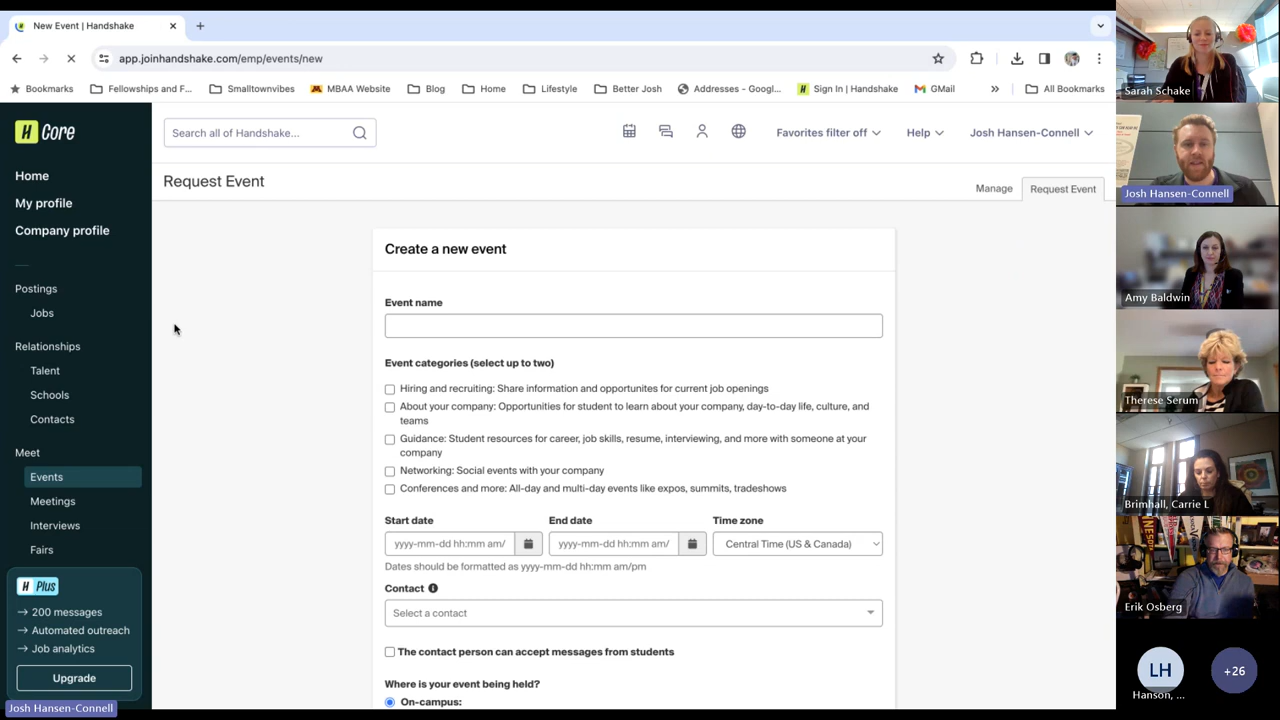 New Event | Handshake
app.joinhandshake.com/emp/events/new
Bookmarks
Fellowships and F...
Smalltownvibes
MBAA Website
Blog
Home
Lifestyle
Better Josh
Addresses – Googl...
Sign In | Handshake
GMail
»
All Bookmarks
H Core
Search all of Handshake...
Favorites filter off
Help
Josh Hansen-Connell
Home
My profile
Company profile
Postings
Jobs
Relationships
Talent
Schools
Contacts
Meet
Events
Meetings
Interviews
Fairs
H Plus
→ 200 messages
→ Automated outreach
→ Job analytics
Upgrade
Josh Hansen-Connell
Request Event
Manage
Request Event
Create a new event
Event name
Event categories (select up to two)
Hiring and recruiting: Share information and opportunites for current job openings
About your company: Opportunities for student to learn about your company, day-to-day life, culture, and
teams
Guidance: Student resources for career, job skills, resume, interviewing, and more with someone at your
company
Networking: Social events with your company
Conferences and more: All-day and multi-day events like expos, summits, tradeshows
Start date
End date
Time zone
yyyy-mm-dd hh:mm am/
yyyy-mm-dd hh:mm am/
Central Time (US & Canada)
Dates should be formatted as yyyy-mm-dd hh:mm am/pm
Contact
Select a contact
The contact person can accept messages from students
Where is your event being held?
On-campus:
Sarah Schake
Josh Hansen-Connell
Amy Baldwin
Therese Serum
Brimhall, Carrie L
Erik Osberg
LH
Hanson, ...
+26